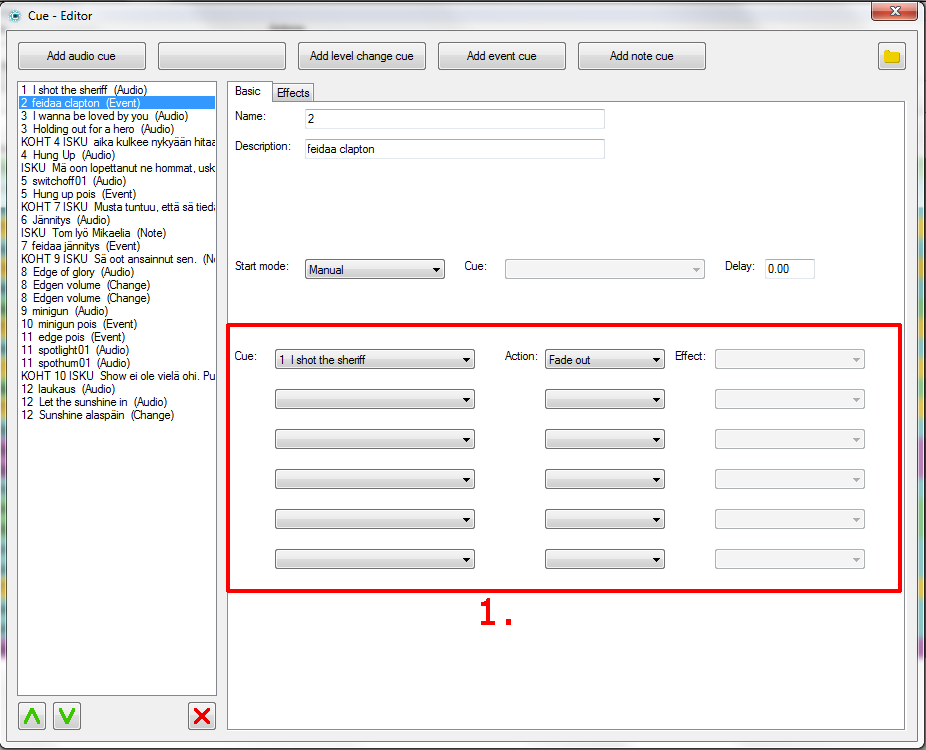 Cue - Editor
Add audio cue
Add level change cue
Add event cue
Add note cue
1 I shot the sheriff (Audio)
2 feidaa clapton (Event)
3 I wanna be loved by you (Audio)
3 Holding out for a hero (Audio)
KOHT 4 ISKU aika kulkee nykyään hitaa
4 Hung Up (Audio)
ISKU Mä oon lopettanut ne hommat, usk
5 switchoff01 (Audio)
5 Hung up pois (Event)
KOHT 7 ISKU Musta tuntuu, että sä tiedä
6 Jännitys (Audio)
ISKU Tom lyö Mikaelia (Note)
7 feidaa jännitys (Event)
KOHT 9 ISKU Sä oot ansainnut sen. (No
8 Edge of glory (Audio)
8 Edgen volume (Change)
8 Edgen volume (Change)
9 minigun (Audio)
10 minigun pois (Event)
11 edge pois (Event)
11 spotlight01 (Audio)
11 spothum01 (Audio)
KOHT 10 ISKU Show ei ole vielä ohi. Pu
12 laukaus (Audio)
12 Let the sunshine in (Audio)
12 Sunshine alaspäin (Change)
Basic
Effects
Name: 2
Description: feidaa clapton
Start mode: Manual Cue: Delay: 0.00
Cue: 1 I shot the sheriff Action: Fade out Effect:
1.